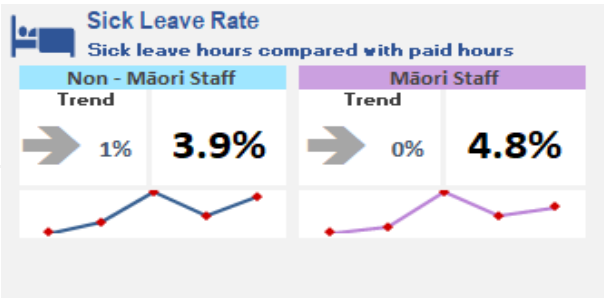 Sick Leave Rate
Sick leave hours compared with paid hours
Non - Māori Staff
Māori Staff
Trend
Trend
1%
3.9%
0%
4.8%